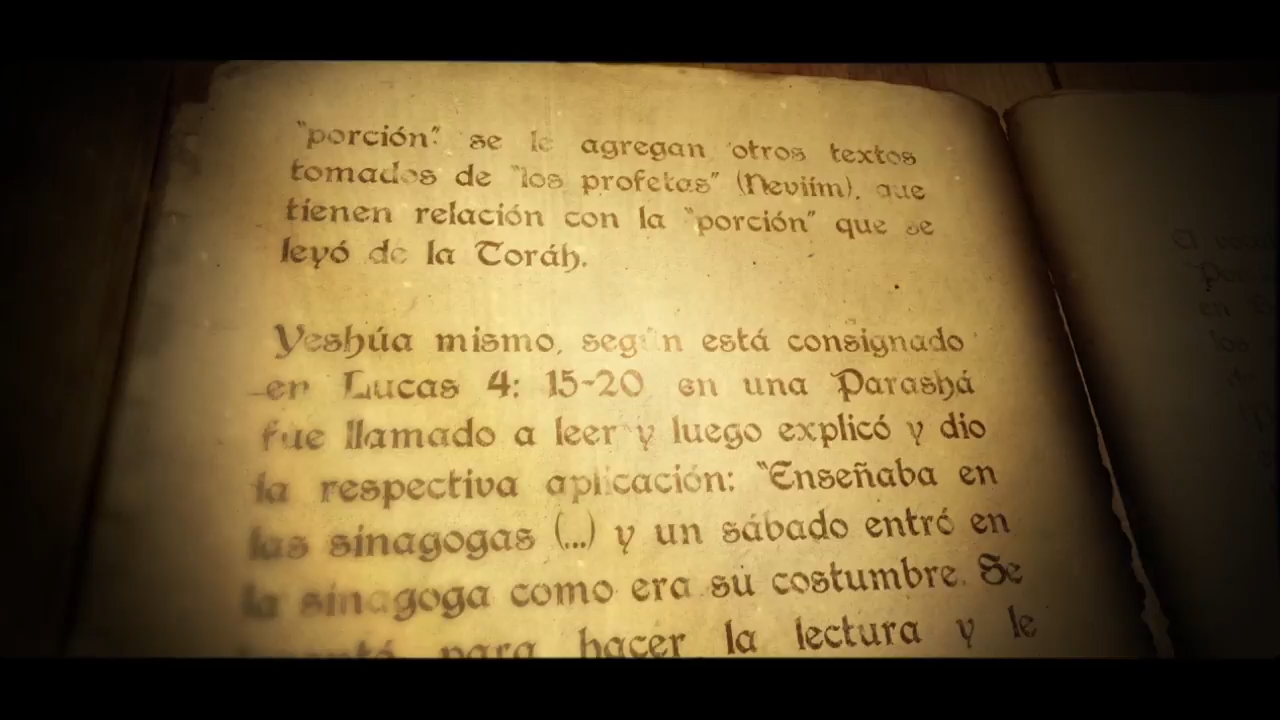 "porción". se le agregan otros textos
tomados de "los profetas" (Neviím), que
tienen relación con la "porción" que se
leyó de la Toráh.
Yeshúa mismo, según está consignado
en Lucas 4: 15-20 en una Parashá
fue llamado a leer y luego explicó y dio
la respectiva aplicación: "Enseñaba en
las sinagogas (...) y un sábado entró en
la sinagoga como era su costumbre. Se
para hacer la lectura y le